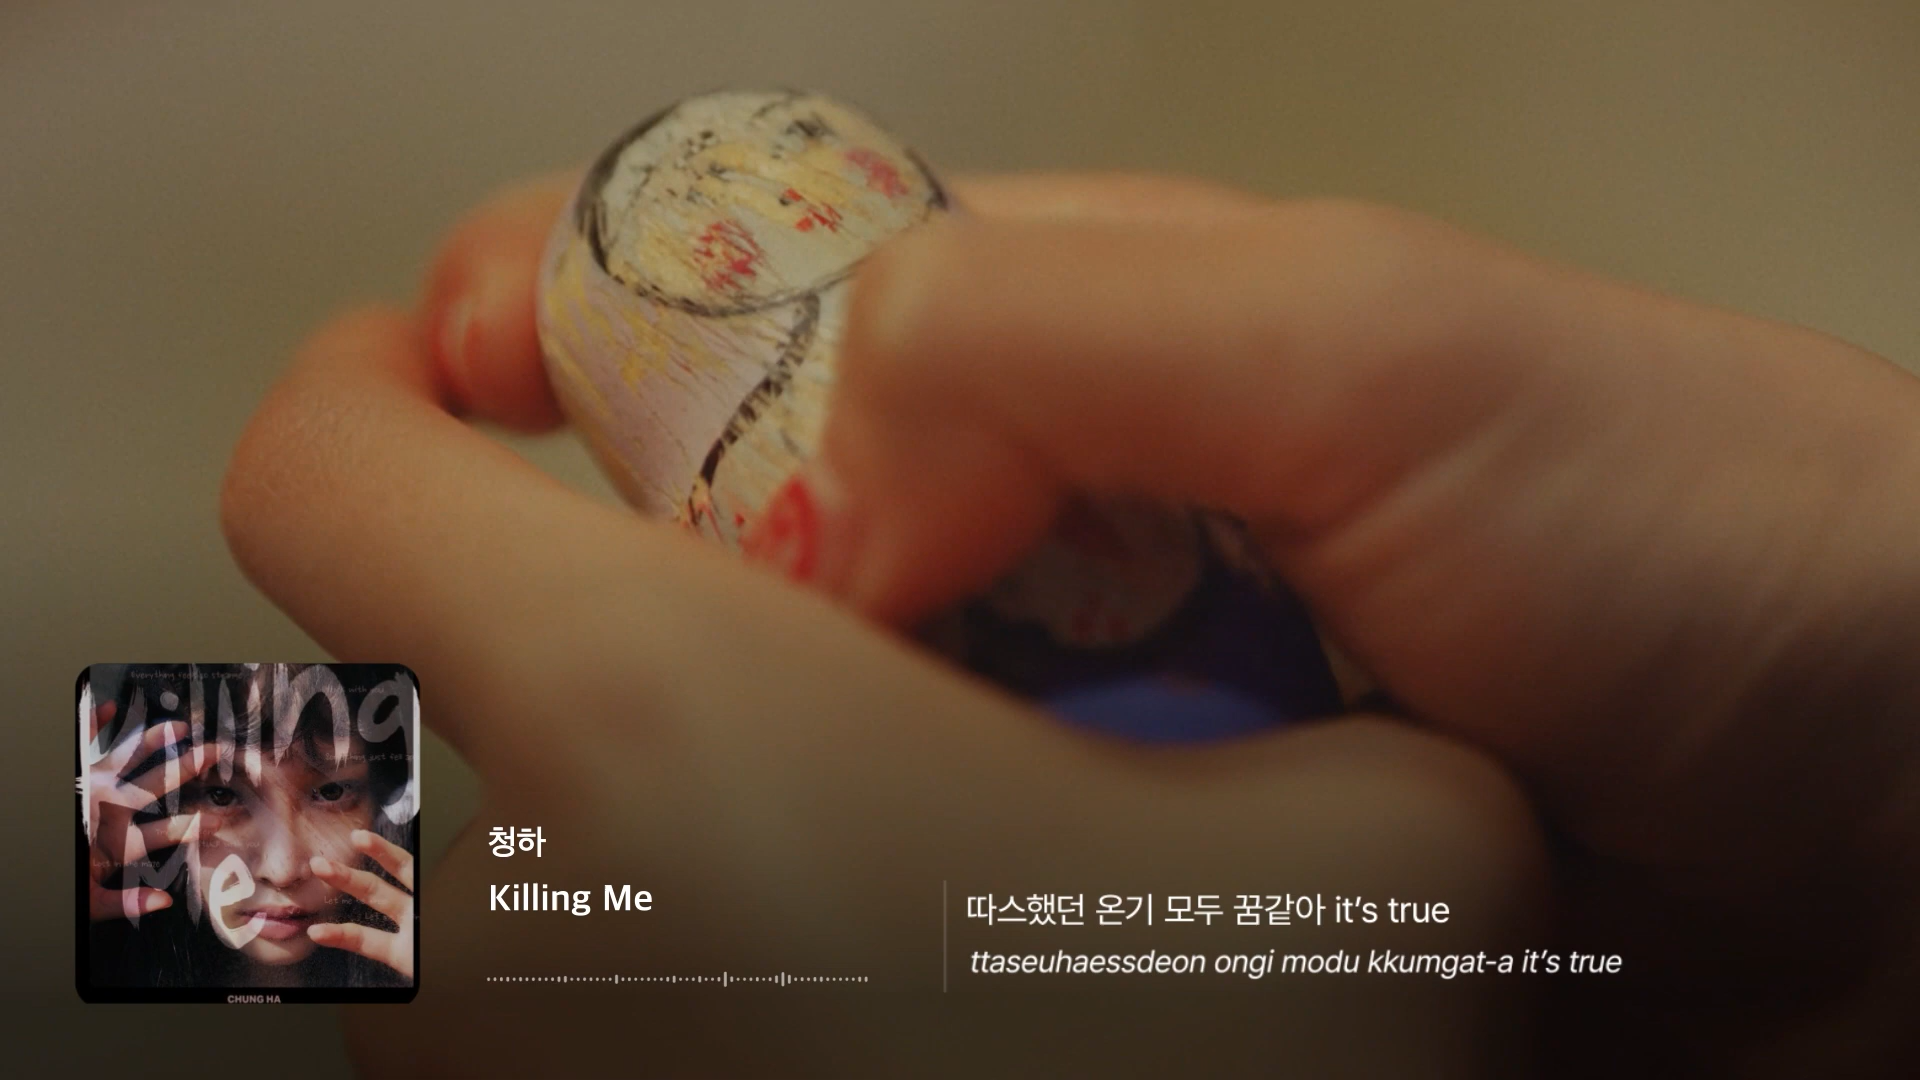 Killing
Me
CHUNG HA
청하
Killing Me
따스했던 온기 모두 꿈같아 it's true
ttaseuhaessdeon ongi modu kkumgat-a it's true